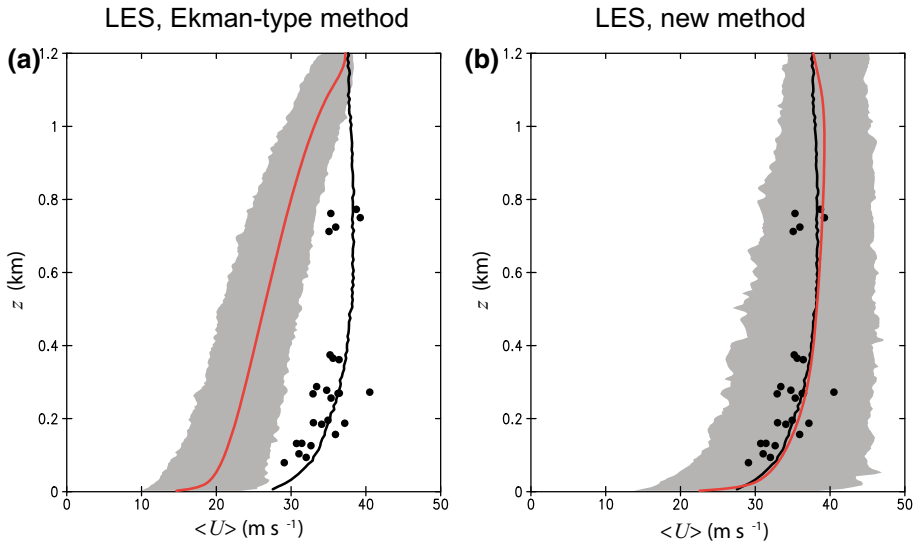 LES, Ekman-type method
LES, new method
(a)
(b)
1.2
1
0.8
0.6
0.4
0.2
0
z (km)
0 10 20 30 40 50
<U> (m s⁻¹)
1.2
1
0.8
0.6
0.4
0.2
0
z (km)
0 10 20 30 40 50
<U> (m s⁻¹)